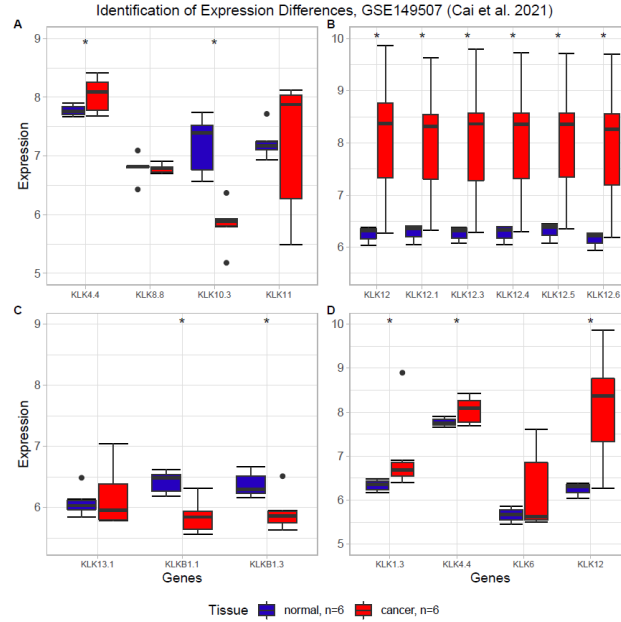 Identification of Expression Differences, GSE149507 (Cai et al. 2021)
A
*
*
9
8
7
6
5
Expression
KLK4.4 KLK8.8 KLK10.3 KLK11
B
* * * * * *
10
9
8
7
6
KLK12 KLK12.1 KLK12.3 KLK12.4 KLK12.5 KLK12.6
C
* *
9
8
7
6
Expression
KLK13.1 KLKB1.1 KLKB1.3
Genes
D
* * *
10
9
8
7
6
5
KLK1.3 KLK4.4 KLK6 KLK12
Genes
Tissue normal, n=6 cancer, n=6